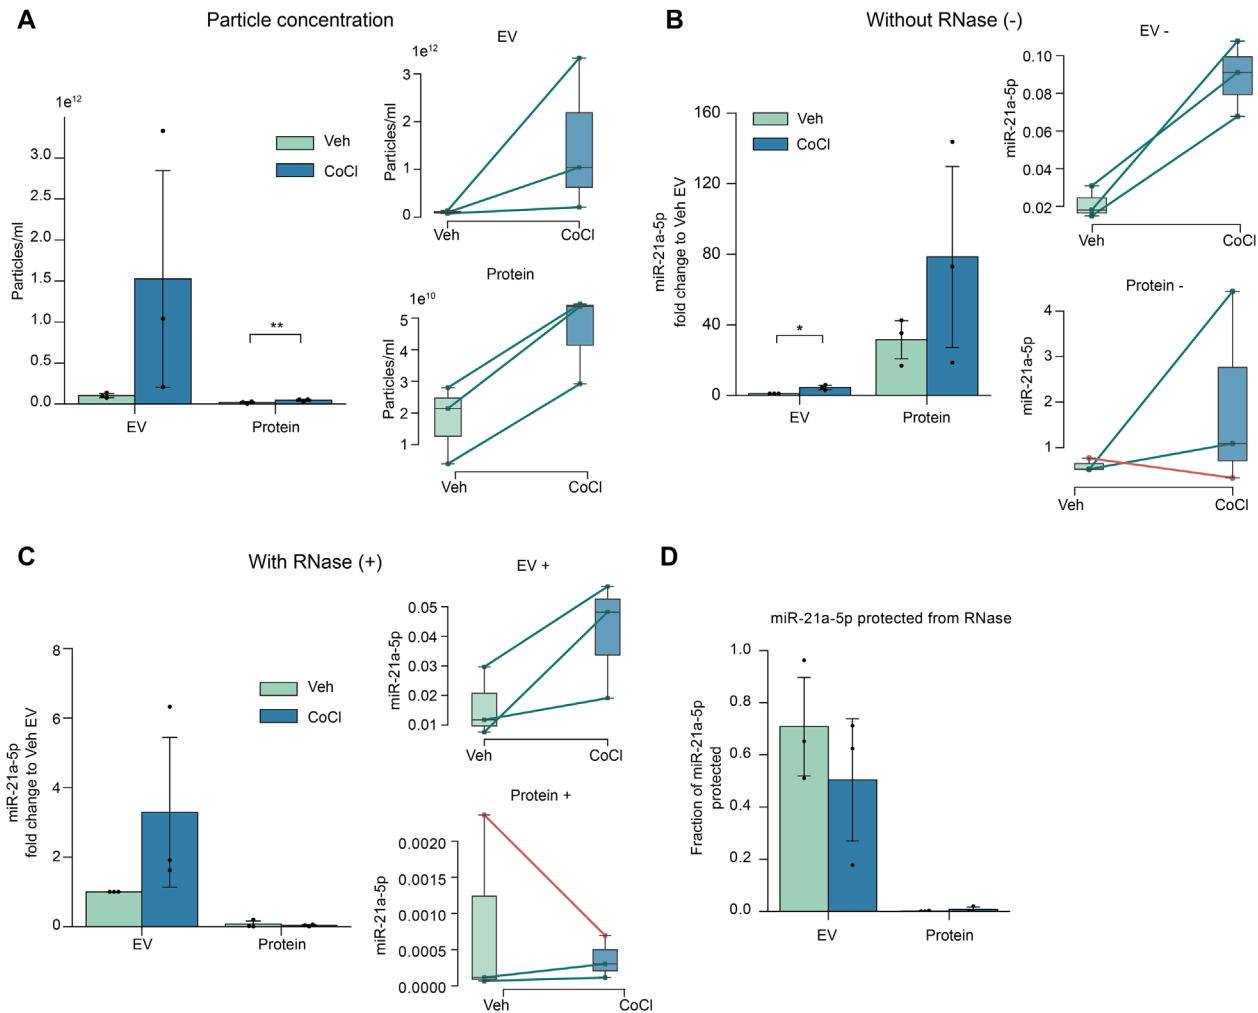 A
Particle concentration
1e12
Particles/ml
3.0
2.5
2.0
1.5
1.0
0.5
0.0
EV
Protein
**
Veh
CoCl
EV
1e12
Particles/ml
3
2
1
0
Veh
CoCl
Protein
1e10
Particles/ml
5
4
3
2
1
Veh
CoCl
B
Without RNase (-)
miR-21a-5p
fold change to Veh EV
160
120
80
40
0
Veh
CoCl
*
EV
Protein
EV -
miR-21a-5p
0.10
0.08
0.06
0.04
0.02
Veh
CoCl
Protein -
miR-21a-5p
4
3
2
1
Veh
CoCl
C
With RNase (+)
miR-21a-5p
fold change to Veh EV
8
6
4
2
0
Veh
CoCl
EV
Protein
EV +
miR-21a-5p
0.05
0.04
0.03
0.02
0.01
Veh
CoCl
Protein +
miR-21a-5p
0.0020
0.0015
0.0010
0.0005
0.0000
Veh
CoCl
D
miR-21a-5p protected from RNase
Fraction of miR-21a-5p
protected
1.0
0.8
0.6
0.4
0.2
0.0
EV
Protein